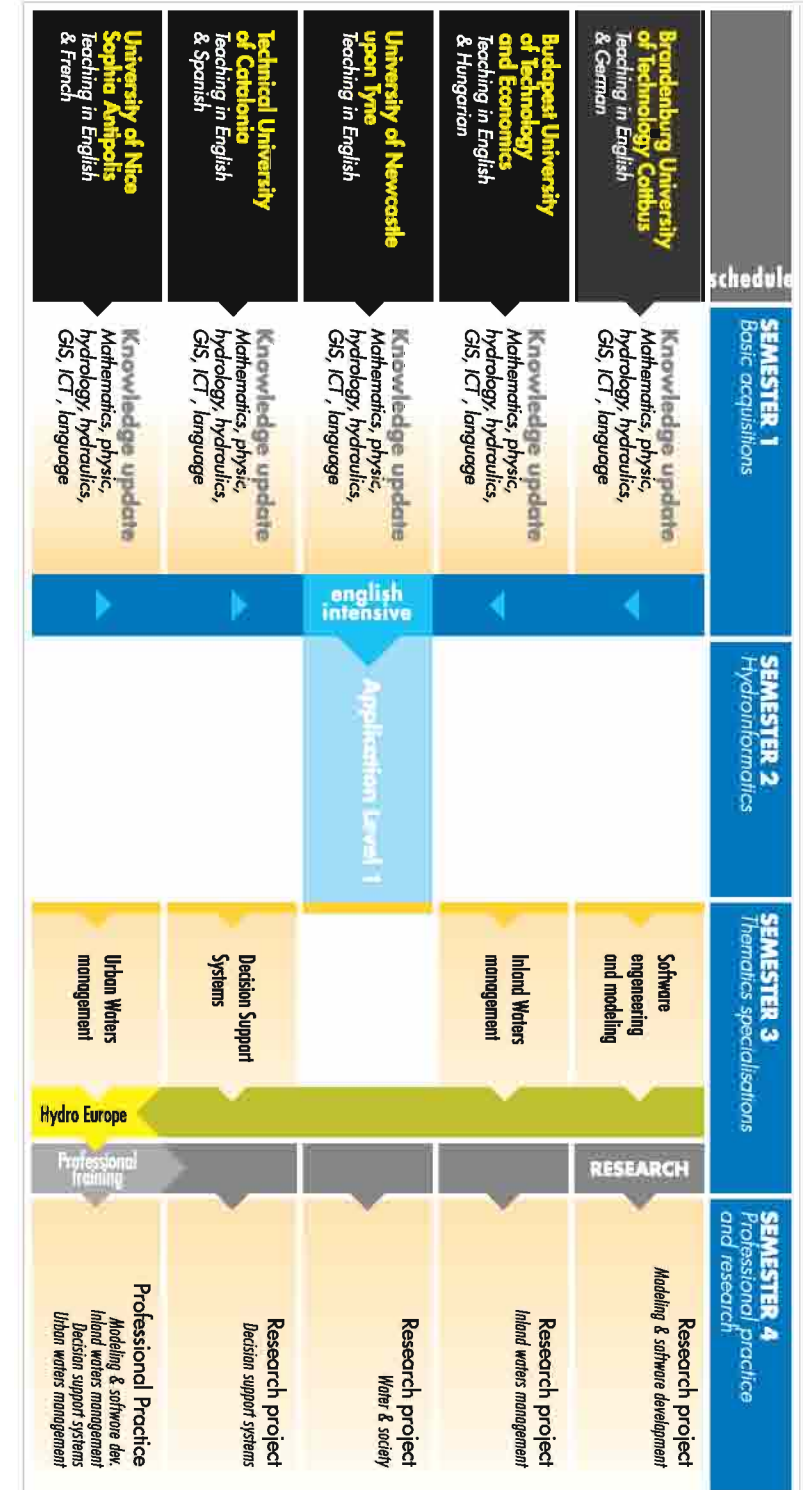 schedule
SEMESTER 1
Basic acquisitions
SEMESTER 2
Hydroinformatics
SEMESTER 3
Thematics specialisations
SEMESTER 4
Professional practice
and research
Brandenburg University
of Technology Cottbus
Teaching in English
& German
Knowledge update
Mathematics, physic,
hydrology, hydraulics,
GIS, ICT , language
Software
engeneering
and modeling
RESEARCH
Research project
Modeling & software development
Budapest University
of Technology
and Economics
Teaching in English
& Hungarian
Knowledge update
Mathematics, physic,
hydrology, hydraulics,
GIS, ICT , language
Inland Waters
management
Research project
Inland waters management
University of Newcastle
upon Tyne
Teaching in English
Knowledge update
Mathematics, physic,
hydrology, hydraulics,
GIS, ICT , language
english
intensive
Application Level 1
Research project
Water & society
Technical University
of Catalonia
Teaching in English
& Spanish
Knowledge update
Mathematics, physic,
hydrology, hydraulics,
GIS, ICT , language
Decision Support
Systems
Research project
Decision support systems
University of Nice
Sophia Antipolis
Teaching in English
& French
Knowledge update
Mathematics, physic,
hydrology, hydraulics,
GIS, ICT , language
Urban Waters
management
Hydro Europe
Professional
training
Professional Practice
Modeling & software dev.
Inland waters management
Decision support systems
Urban waters management